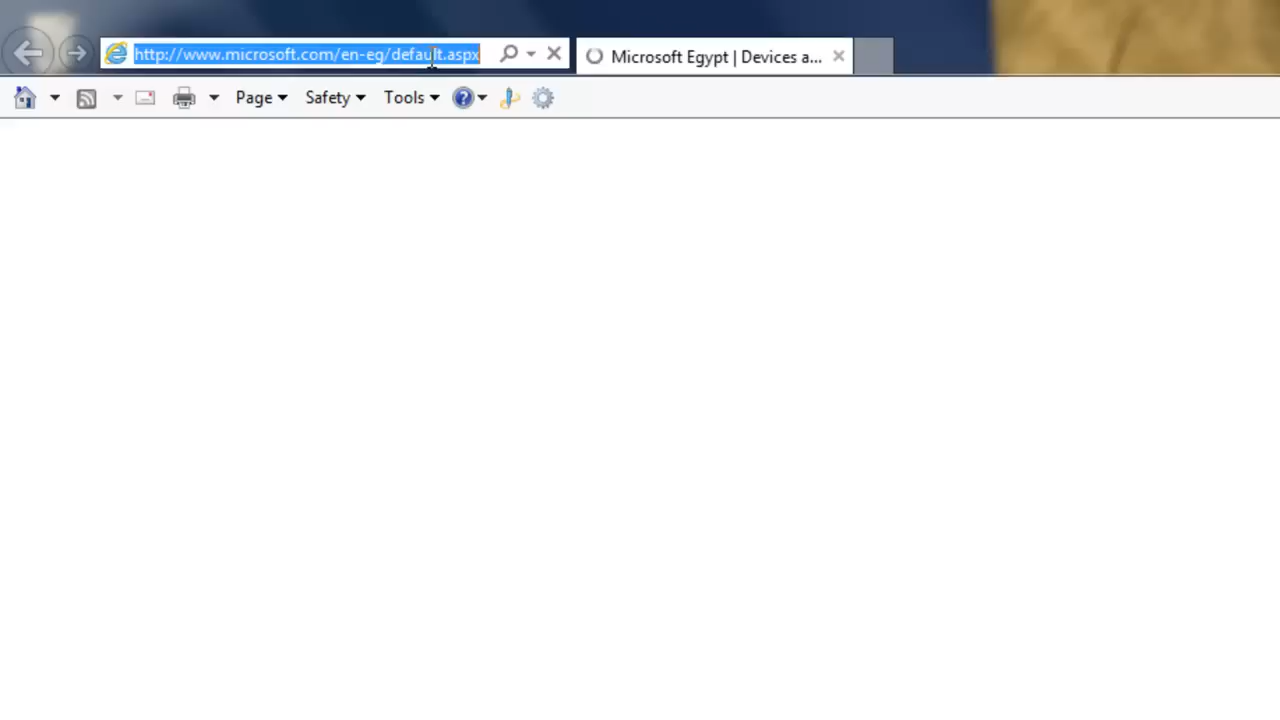 http://www.microsoft.com/en-eg/default.aspx
Microsoft Egypt | Devices a...
Page Safety Tools